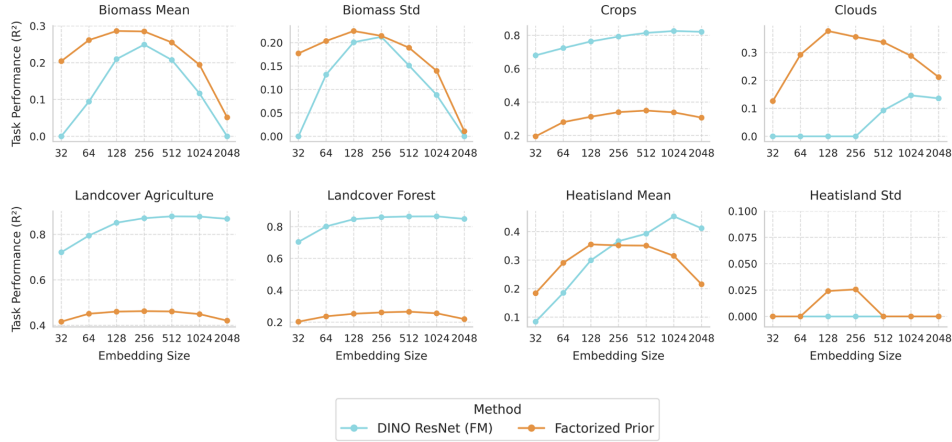 Biomass Mean
Task Performance (R²)
0.3
0.2
0.1
0.0
32 64 128 256 512 1024 2048
Biomass Std
0.20
0.15
0.10
0.05
0.00
32 64 128 256 512 1024 2048
Crops
0.8
0.6
0.4
0.2
32 64 128 256 512 1024 2048
Clouds
0.3
0.2
0.1
0.0
32 64 128 256 512 1024 2048
Landcover Agriculture
Task Performance (R²)
0.8
0.6
0.4
32 64 128 256 512 1024 2048
Embedding Size
Landcover Forest
0.8
0.6
0.4
0.2
32 64 128 256 512 1024 2048
Embedding Size
Heatisland Mean
0.4
0.3
0.2
0.1
32 64 128 256 512 1024 2048
Embedding Size
Heatisland Std
0.100
0.075
0.050
0.025
0.000
32 64 128 256 512 1024 2048
Embedding Size
Method
DINO ResNet (FM) Factorized Prior